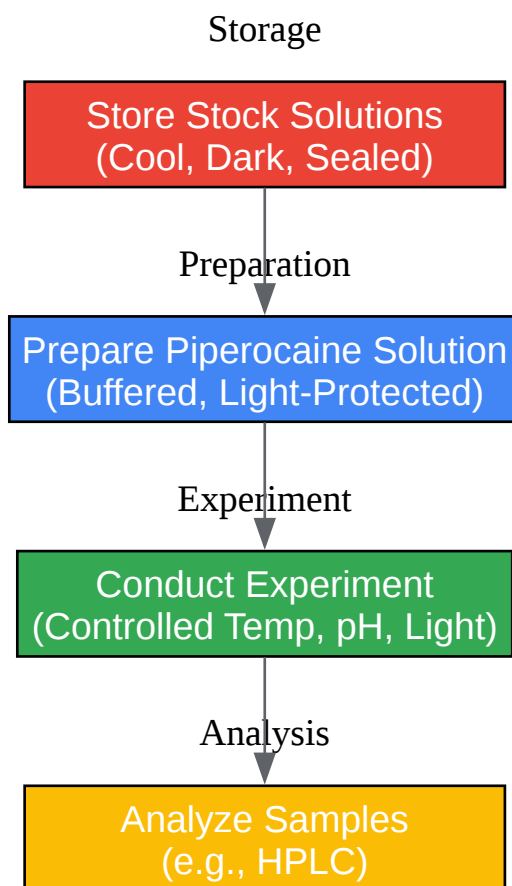 Storage
Store Stock Solutions
(Cool, Dark, Sealed)
Preparation
Prepare Piperocaine Solution
(Buffered, Light-Protected)
Experiment
Conduct Experiment
(Controlled Temp, pH, Light)
Analysis
Analyze Samples
(e.g., HPLC)